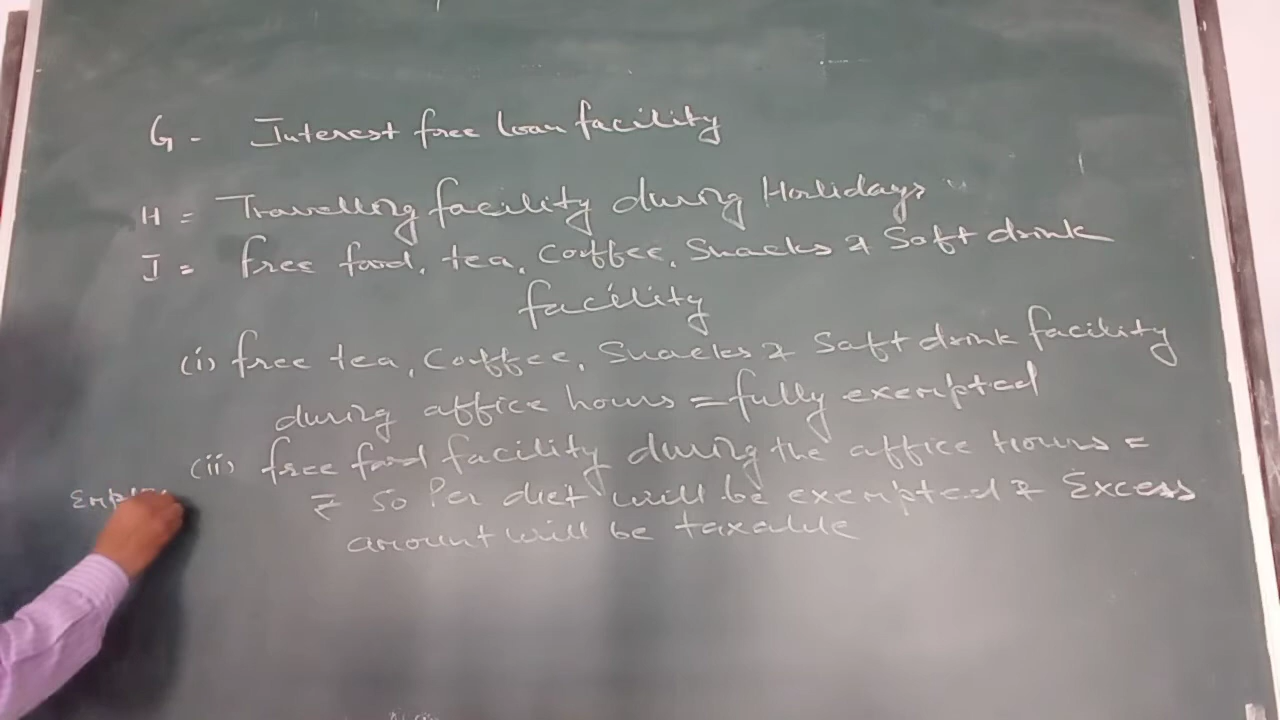 G - Interest free loan facility
H = Travelling facility during Holidays
J = free food, tea, Coffee, Snacks & Soft drink
facility
(i) free tea, Coffee, Snacks & Soft drink facility
during office hours = fully exempted
(ii) free food facility during the office Hours =
₹ 50 Per diet will be exempted & Excess
amount will be taxable